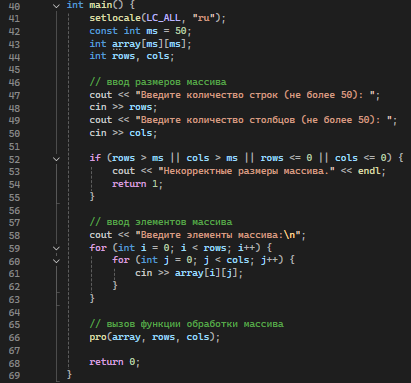 40 int main() {
41 setlocale(LC_ALL, "ru");
42 const int ms = 50;
43 int array[ms][ms];
44 int rows, cols;
45
46 // ввод размеров массива
47 cout << "Введите количество строк (не более 50): ";
48 cin >> rows;
49 cout << "Введите количество столбцов (не более 50): ";
50 cin >> cols;
51
52 if (rows > ms || cols > ms || rows <= 0 || cols <= 0) {
53 cout << "Некорректные размеры массива." << endl;
54 return 1;
55 }
56
57 // ввод элементов массива
58 cout << "Введите элементы массива:\n";
59 for (int i = 0; i < rows; i++) {
60 for (int j = 0; j < cols; j++) {
61 cin >> array[i][j];
62 }
63 }
64
65 // вызов функции обработки массива
66 pro(array, rows, cols);
67
68 return 0;
69 }